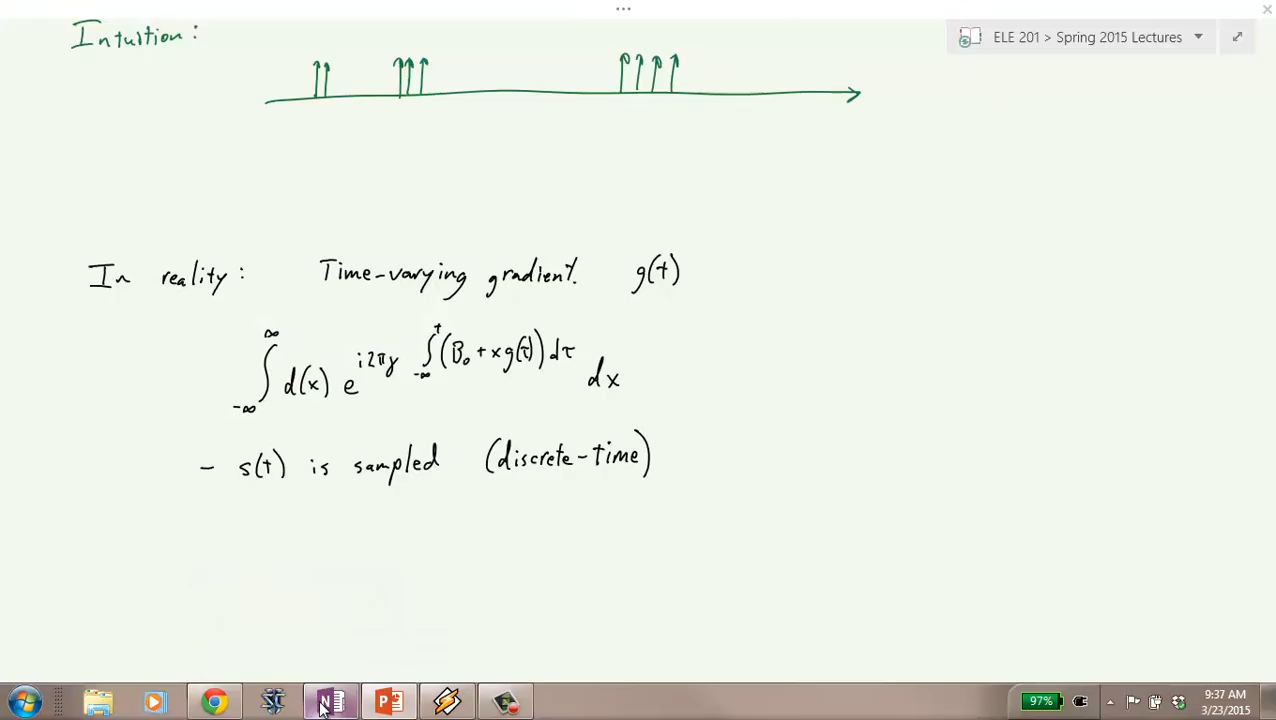 Intuition:
ELE 201 > Spring 2015 Lectures
In reality: Time-varying gradient. g(t)
∫_{-∞}^{∞} d(x) e^{i2πγ ∫_{-∞}^{t} (B₀ + x g(τ)) dτ} dx
- s(t) is sampled (discrete-time)
97%
9:37 AM
3/23/2015